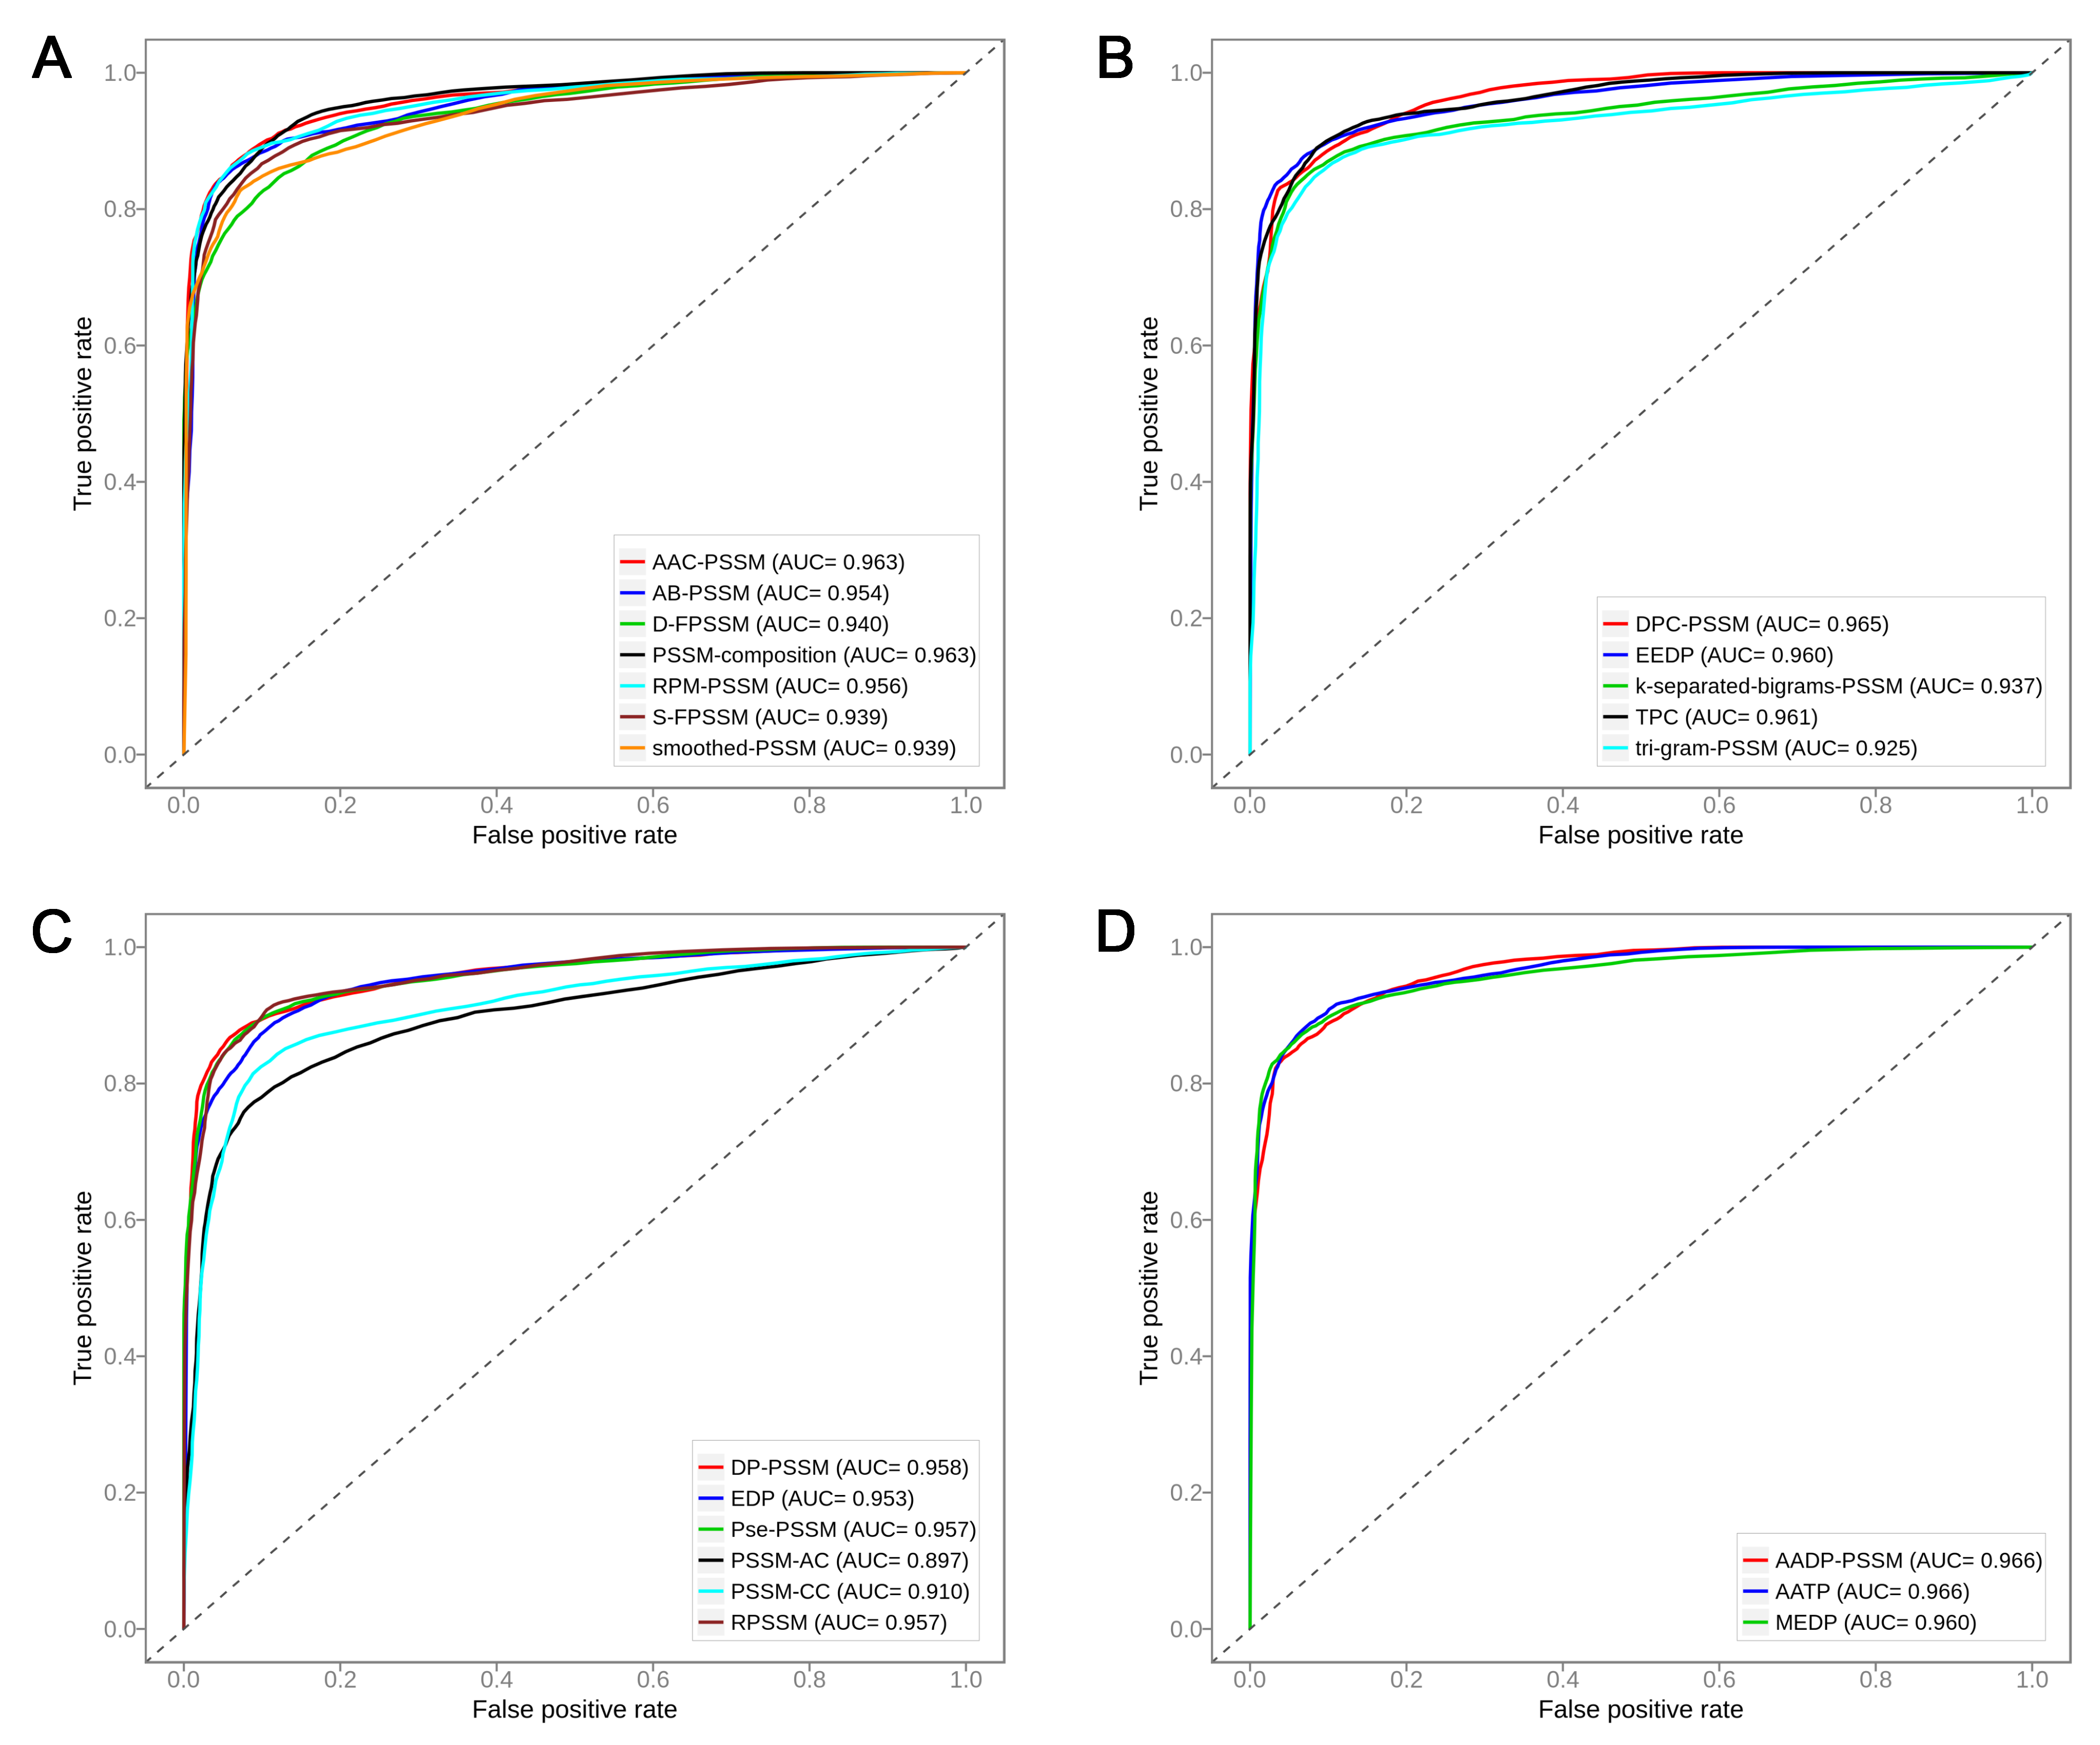 A
True positive rate
1.0
0.8
0.6
0.4
0.2
0.0
AAC-PSSM (AUC= 0.963)
AB-PSSM (AUC= 0.954)
D-FPSSM (AUC= 0.940)
PSSM-composition (AUC= 0.963)
RPM-PSSM (AUC= 0.956)
S-FPSSM (AUC= 0.939)
smoothed-PSSM (AUC= 0.939)
0.0 0.2 0.4 0.6 0.8 1.0
False positive rate
B
True positive rate
1.0
0.8
0.6
0.4
0.2
0.0
DPC-PSSM (AUC= 0.965)
EEDP (AUC= 0.960)
k-separated-bigrams-PSSM (AUC= 0.937)
TPC (AUC= 0.961)
tri-gram-PSSM (AUC= 0.925)
0.0 0.2 0.4 0.6 0.8 1.0
False positive rate
C
True positive rate
1.0
0.8
0.6
0.4
0.2
0.0
DP-PSSM (AUC= 0.958)
EDP (AUC= 0.953)
Pse-PSSM (AUC= 0.957)
PSSM-AC (AUC= 0.897)
PSSM-CC (AUC= 0.910)
RPSSM (AUC= 0.957)
0.0 0.2 0.4 0.6 0.8 1.0
False positive rate
D
True positive rate
1.0
0.8
0.6
0.4
0.2
0.0
AADP-PSSM (AUC= 0.966)
AATP (AUC= 0.966)
MEDP (AUC= 0.960)
0.0 0.2 0.4 0.6 0.8 1.0
False positive rate